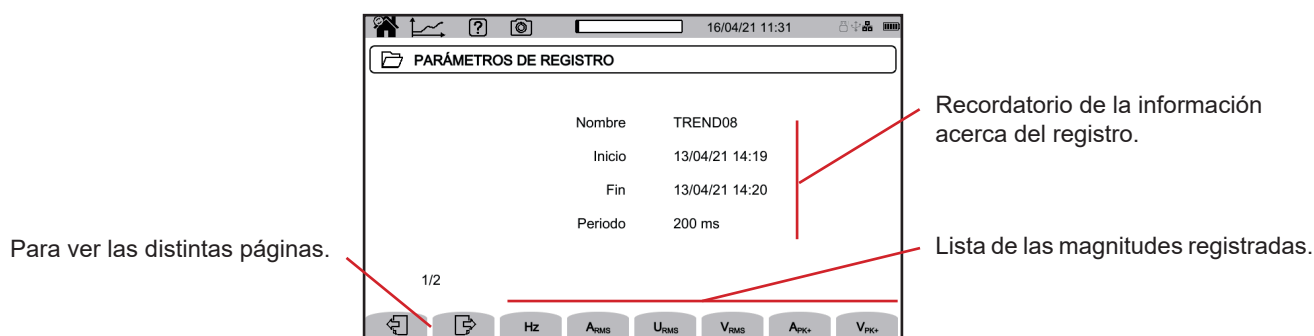 16/04/21 11:31
PARÁMETROS DE REGISTRO
Nombre TREND08
Inicio 13/04/21 14:19
Fin 13/04/21 14:20
Periodo 200 ms
Recordatorio de la información
acerca del registro.
Para ver las distintas páginas.
Lista de las magnitudes registradas.
1/2
Hz ARMS URMS VRMS APK+ VPK+